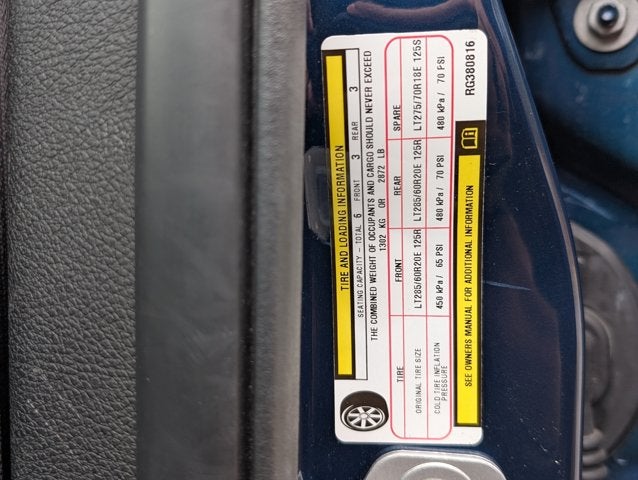 TIRE AND LOADING INFORMATION
SEATING CAPACITY - TOTAL 6 FRONT 3 REAR 3
THE COMBINED WEIGHT OF OCCUPANTS AND CARGO SHOULD NEVER EXCEED
1302 KG OR 2872 LB
TIRE FRONT REAR SPARE
ORIGINAL TIRE SIZE LT285/60R20E 125R LT285/60R20E 125R LT275/70R18E 125S
COLD TIRE INFLATION
PRESSURE 450 kPa/ 65 PSI 480 kPa/ 70 PSI 480 kPa/ 70 PSI
SEE OWNERS MANUAL FOR ADDITIONAL INFORMATION
RG380816